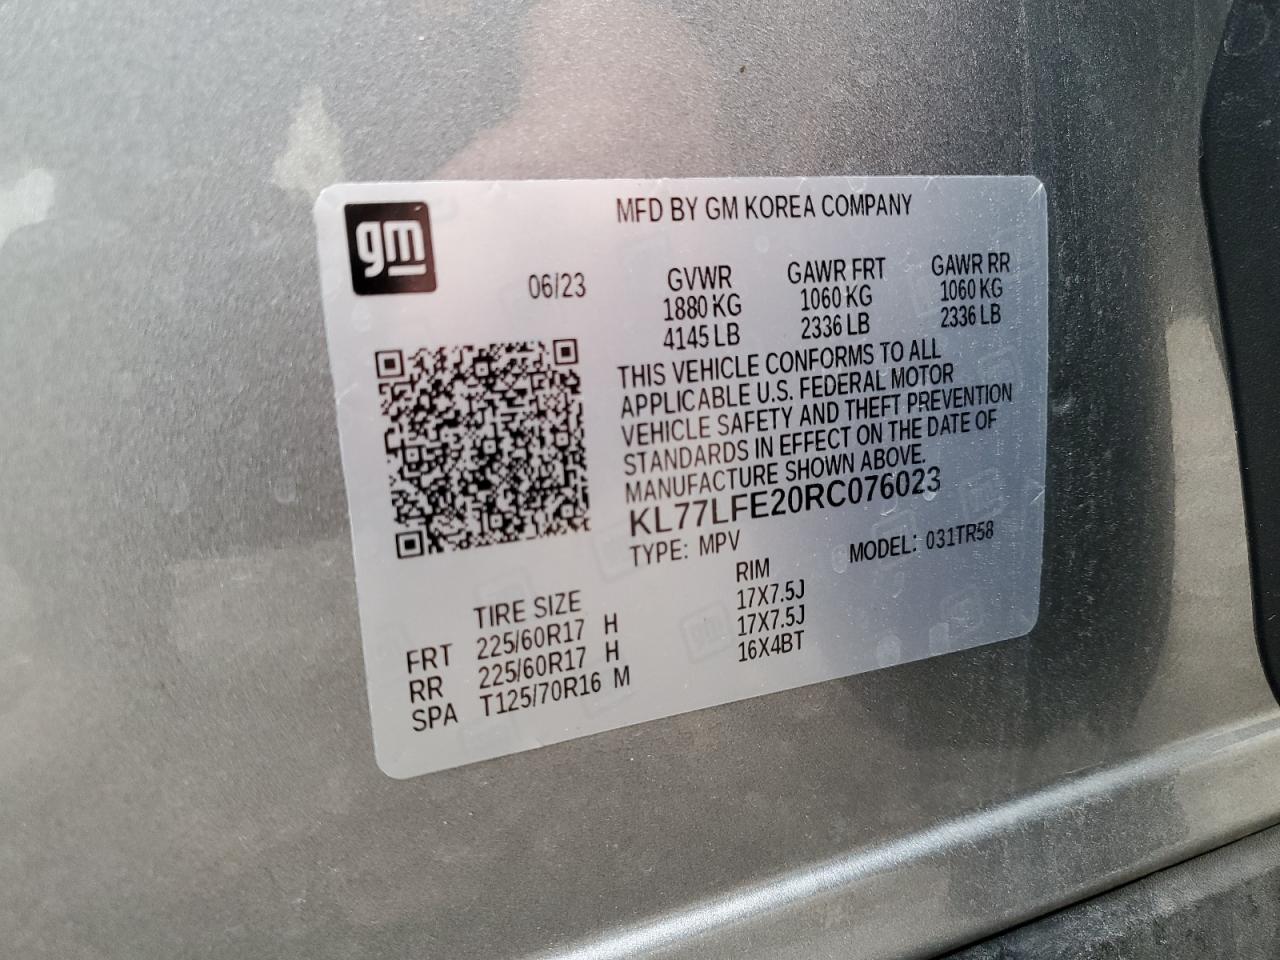 gm
MFD BY GM KOREA COMPANY
06/23
GVWR GAWR FRT GAWR RR
1880 KG 1060 KG 1060 KG
4145 LB 2336 LB 2336 LB
THIS VEHICLE CONFORMS TO ALL
APPLICABLE U.S. FEDERAL MOTOR
VEHICLE SAFETY AND THEFT PREVENTION
STANDARDS IN EFFECT ON THE DATE OF
MANUFACTURE SHOWN ABOVE.
KL77LFE20RC076023
TYPE: MPV MODEL: 031TR58
TIRE SIZE RIM
FRT 225/60R17 H 17X7.5J
RR 225/60R17 H 17X7.5J
SPA T125/70R16 M 16X4BT